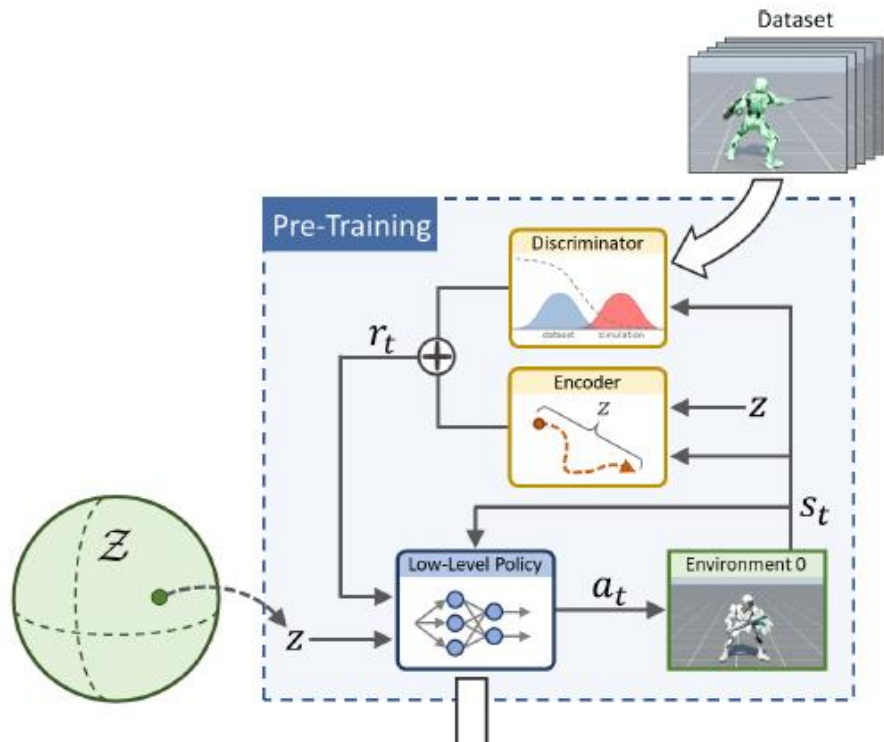 Dataset
Pre-Training
Discriminator
dataset
simulation
r_t
Encoder
z
z
s_t
𝒵
Low-Level Policy
a_t
Environment 0
z